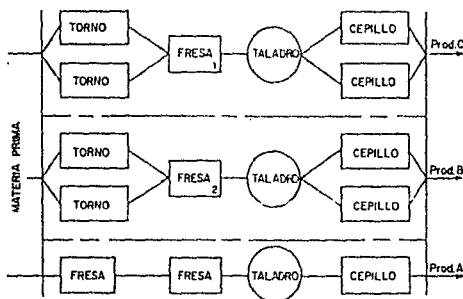 TORNO
TORNO
FRESA
1
TALADRO
CEPILLO
CEPILLO
Prod.C
MATERIA PRIMA
TORNO
TORNO
FRESA
2
TALADRO
CEPILLO
CEPILLO
Prod.B
FRESA
FRESA
TALADRO
CEPILLO
Prod.A